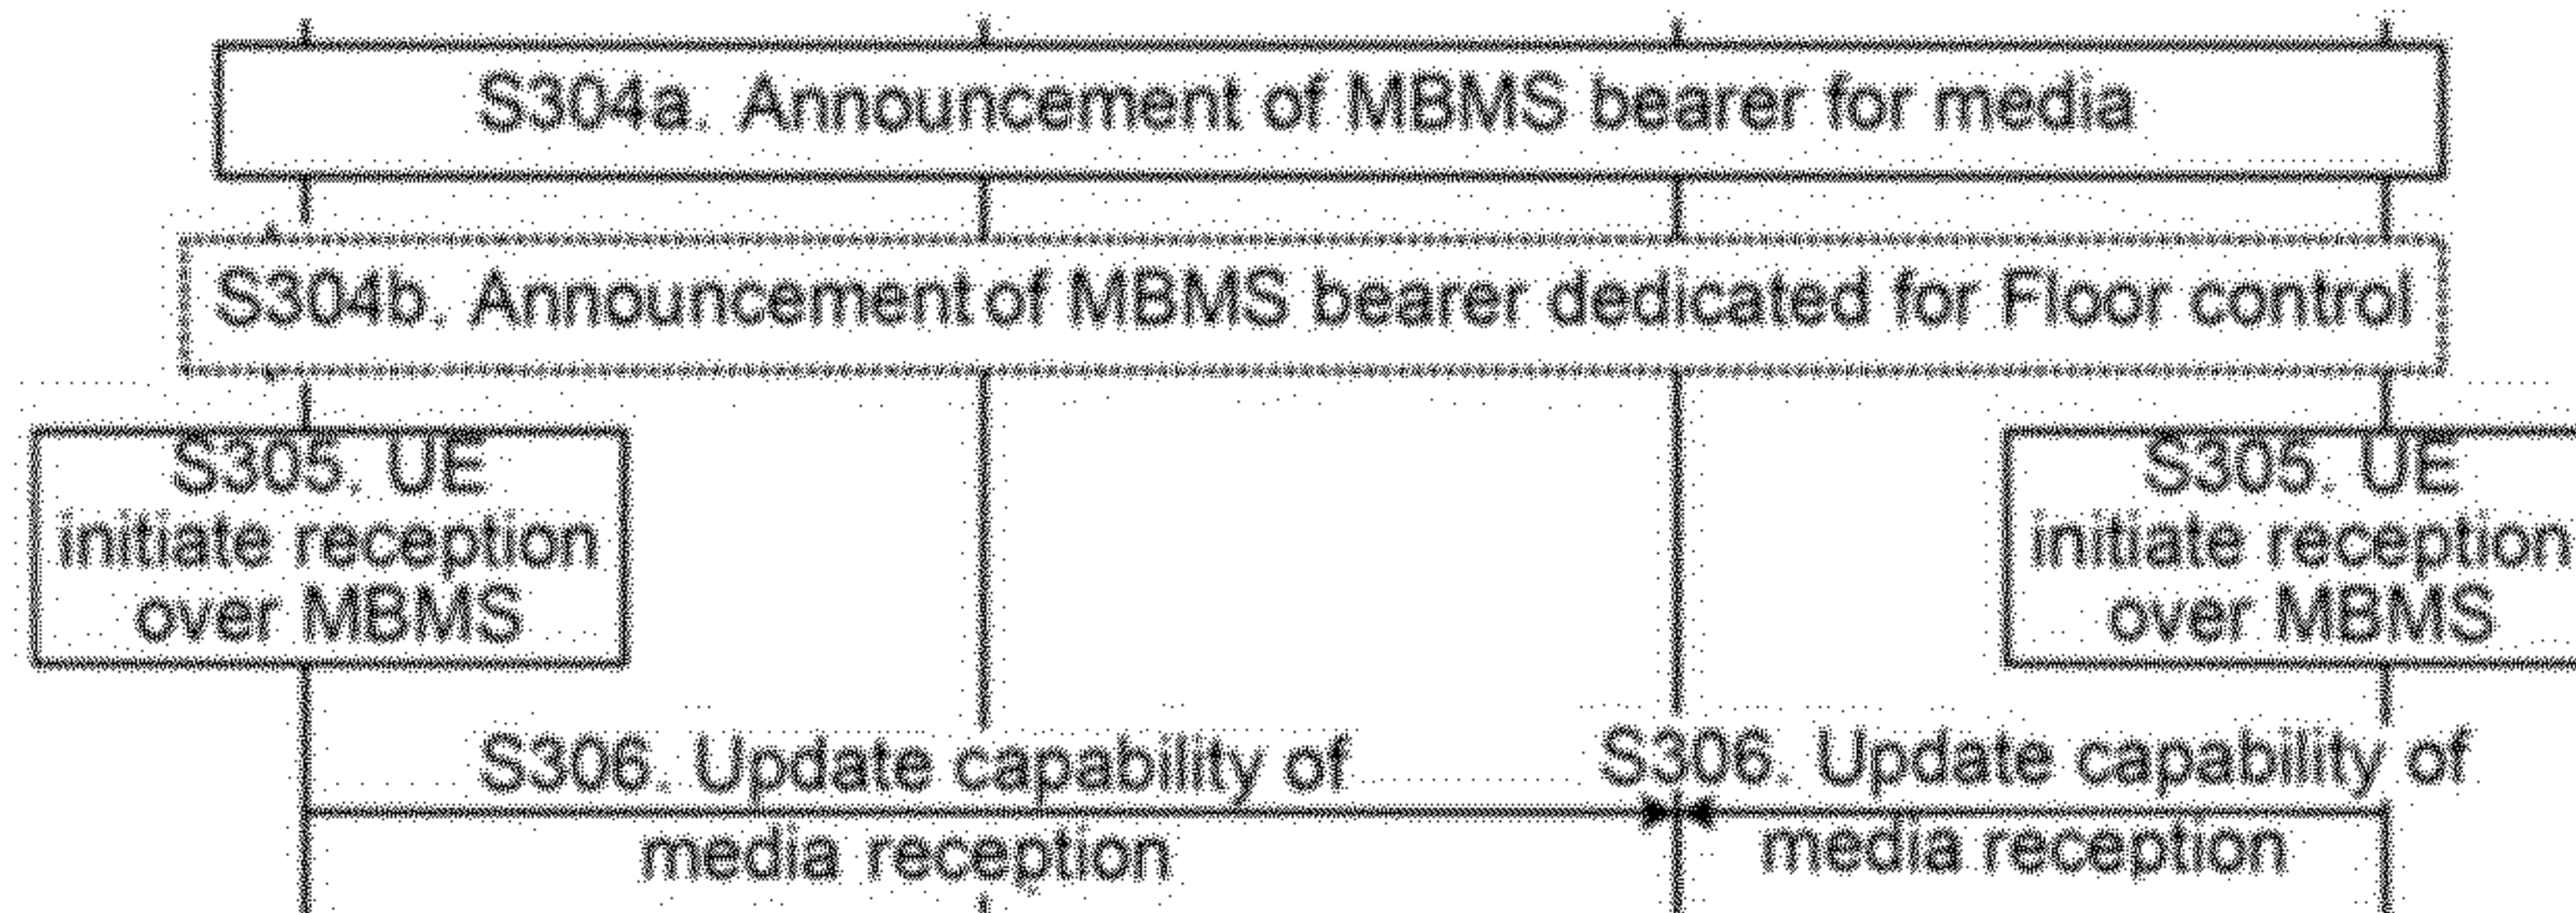 S304a. Announcement of MBMS bearer for media
S304b. Announcement of MBMS bearer dedicated for Floor control
S305. UE
initiate reception
over MBMS
S305. UE
initiate reception
over MBMS
S306. Update capability of
media reception
S306. Update capability of
media reception